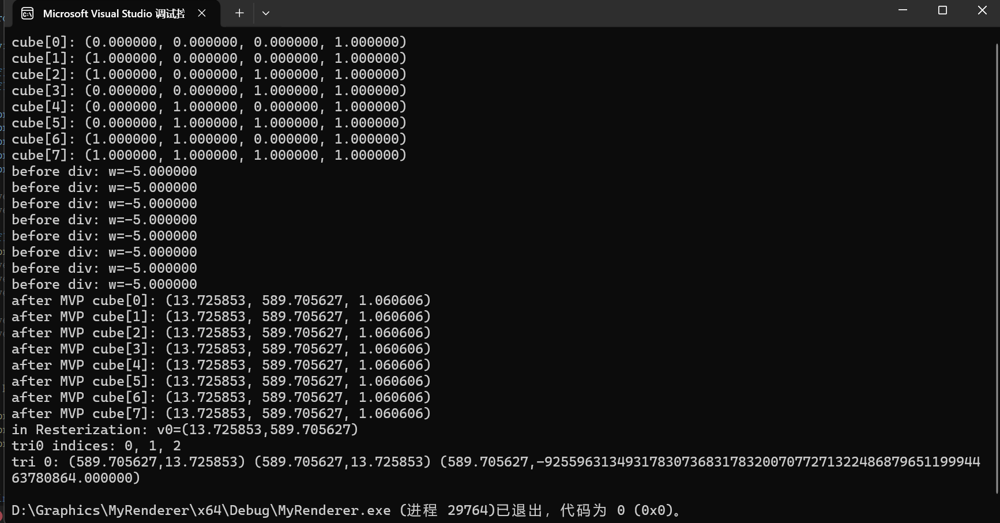 Microsoft Visual Studio 调试控
cube[0]: (0.000000, 0.000000, 0.000000, 1.000000)
cube[1]: (1.000000, 0.000000, 0.000000, 1.000000)
cube[2]: (1.000000, 0.000000, 1.000000, 1.000000)
cube[3]: (0.000000, 0.000000, 1.000000, 1.000000)
cube[4]: (0.000000, 1.000000, 0.000000, 1.000000)
cube[5]: (0.000000, 1.000000, 1.000000, 1.000000)
cube[6]: (1.000000, 1.000000, 0.000000, 1.000000)
cube[7]: (1.000000, 1.000000, 1.000000, 1.000000)
before div: w=-5.000000
before div: w=-5.000000
before div: w=-5.000000
before div: w=-5.000000
before div: w=-5.000000
before div: w=-5.000000
before div: w=-5.000000
before div: w=-5.000000
after MVP cube[0]: (13.725853, 589.705627, 1.060606)
after MVP cube[1]: (13.725853, 589.705627, 1.060606)
after MVP cube[2]: (13.725853, 589.705627, 1.060606)
after MVP cube[3]: (13.725853, 589.705627, 1.060606)
after MVP cube[4]: (13.725853, 589.705627, 1.060606)
after MVP cube[5]: (13.725853, 589.705627, 1.060606)
after MVP cube[6]: (13.725853, 589.705627, 1.060606)
after MVP cube[7]: (13.725853, 589.705627, 1.060606)
in Resterization: v0=(13.725853,589.705627)
tri0 indices: 0, 1, 2
tri 0: (589.705627,13.725853) (589.705627,13.725853) (589.705627,-92559631349317830736831783200707727132248687965119994463780864.000000)
D:\Graphics\MyRenderer\x64\Debug\MyRenderer.exe (进程 29764)已退出，代码为 0 (0x0)。